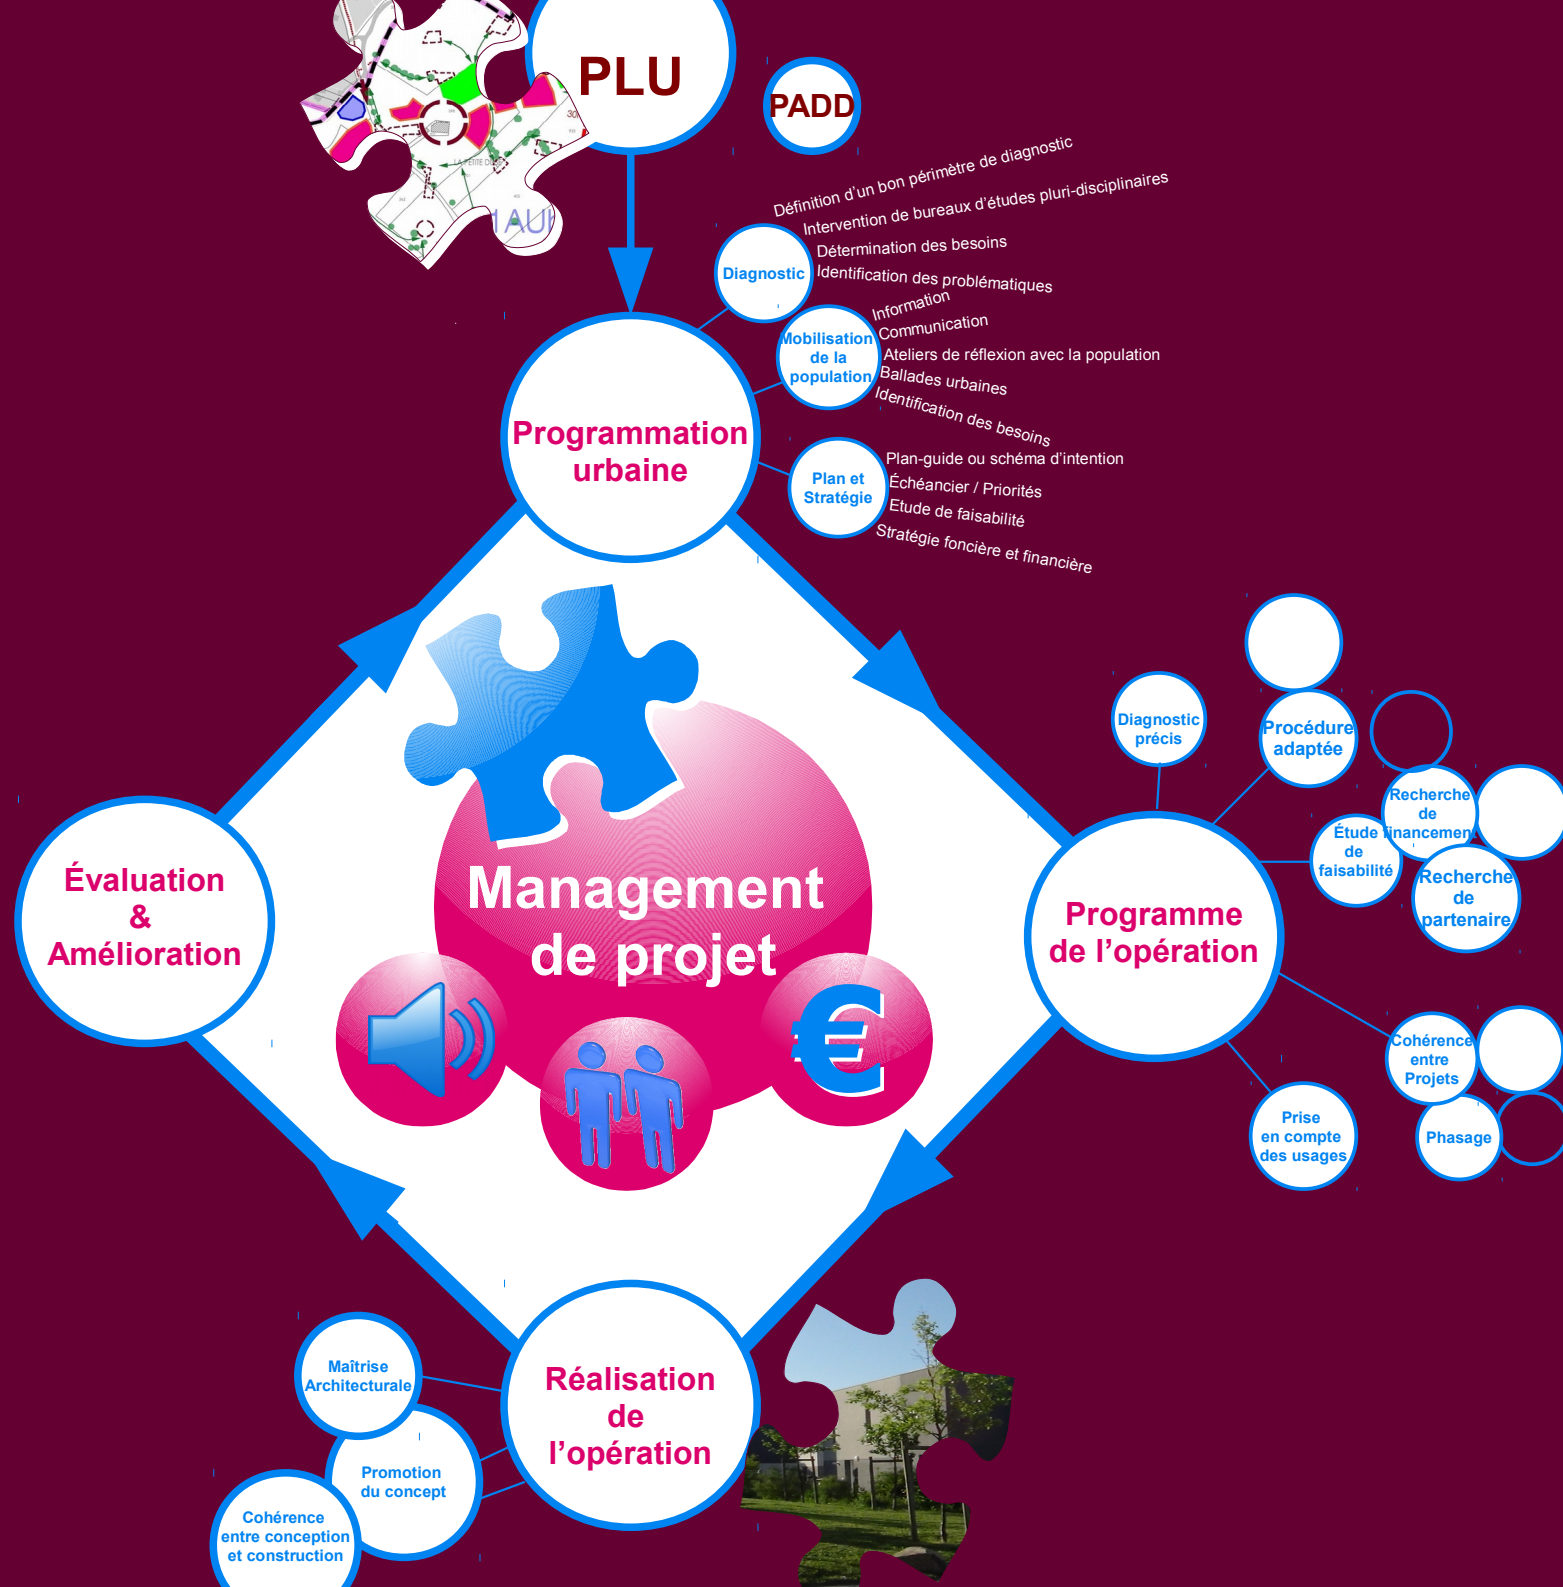 PLU
PADD
Définition d'un bon périmètre de diagnostic
Intervention de bureaux d'études pluri-disciplinaires
Détermination des besoins
Identification des problématiques
Diagnostic
Information
Communication
Ateliers de réflexion avec la population
Ballades urbaines
Identification des besoins
Mobilisation
de la
population
Programmation
urbaine
Plan et
Stratégie
Plan-guide ou schéma d'intention
Échéancier / Priorités
Etude de faisabilité
Stratégie foncière et financière
Diagnostic
précis
Procédure
adaptée
Recherche
de
financemen
Étude
de
faisabilité
Recherche
de
partenaire
Management
de projet
Évaluation
&
Amélioration
Programme
de l'opération
Cohérence
entre
Projets
Phasage
Prise
en compte
des usages
€
Réalisation
de
l'opération
Maîtrise
Architecturale
Promotion
du concept
Cohérence
entre conception
et construction